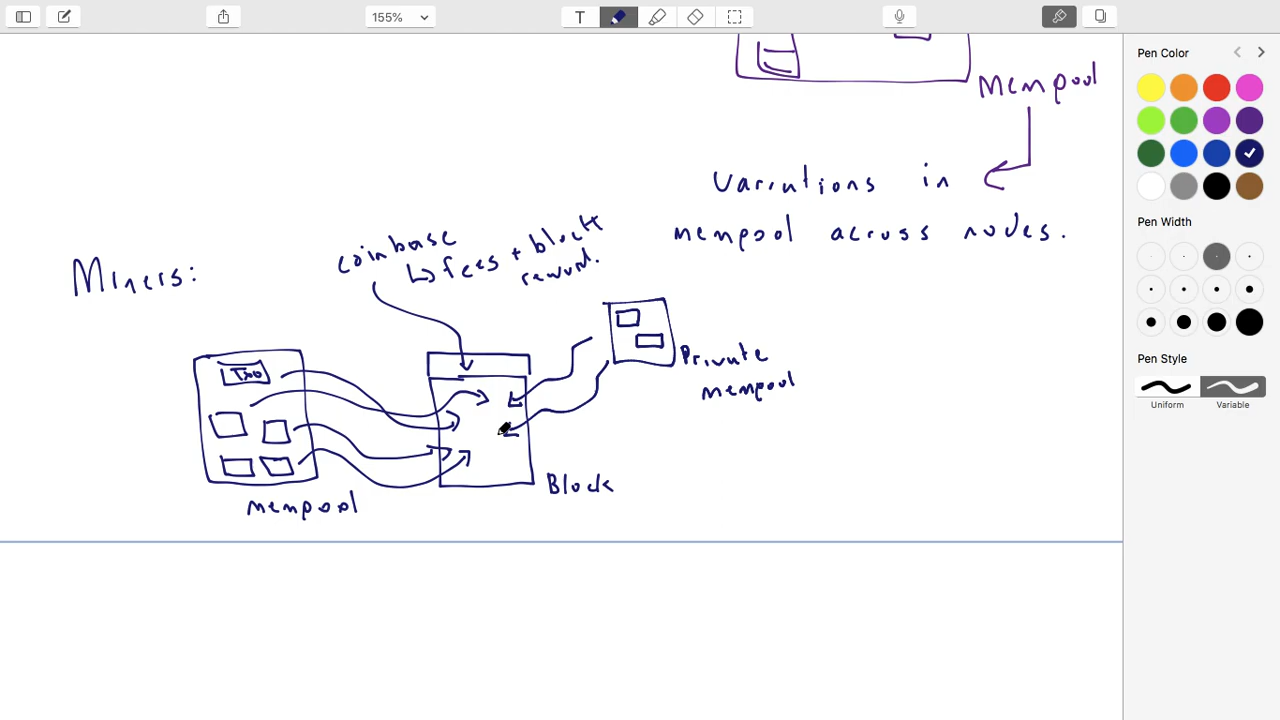 155%
T
Pen Color
Mempool
Variations in
mempool across nodes.
coinbase
↳ fees + block
reward.
Miners:
Txo
Private
mempool
Block
mempool
Pen Width
Pen Style
Uniform
Variable